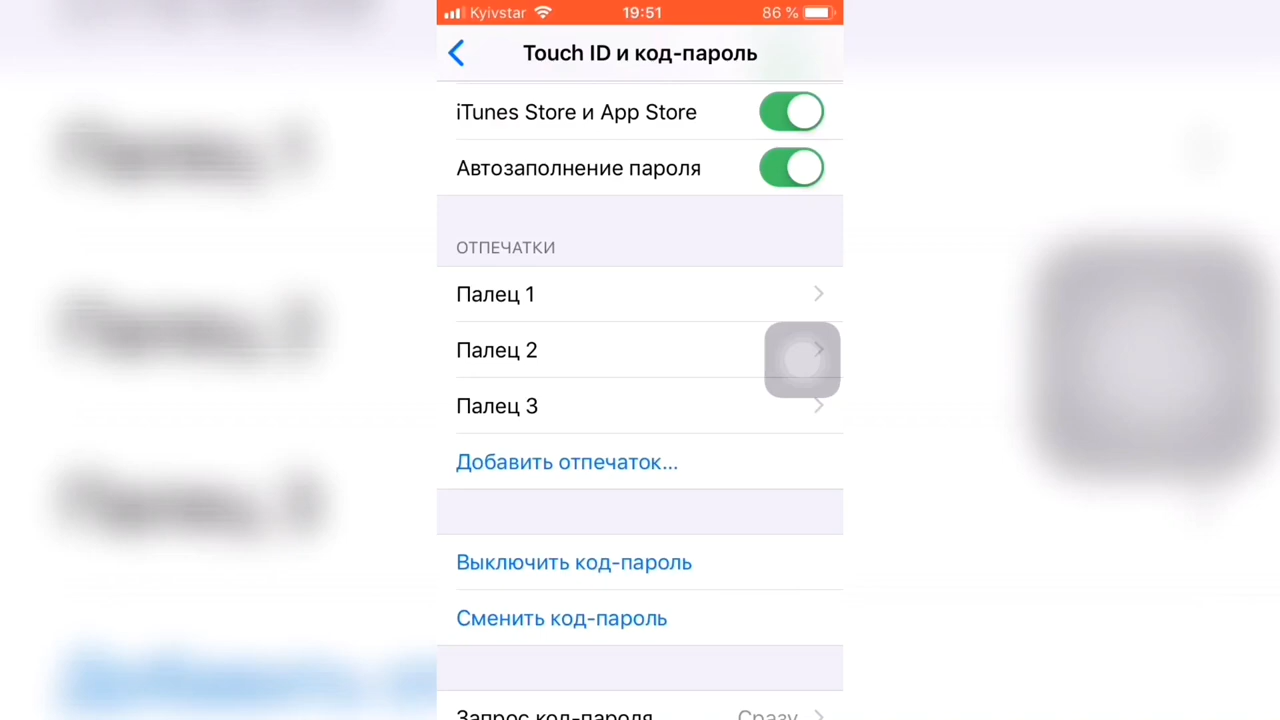 Kyivstar 19:51 86 %
Touch ID и код-пароль
iTunes Store и App Store
Автозаполнение пароля
ОТПЕЧАТКИ
Палец 1
Палец 2
Палец 3
Добавить отпечаток...
Выключить код-пароль
Сменить код-пароль
Запрос код-пароля Сразу